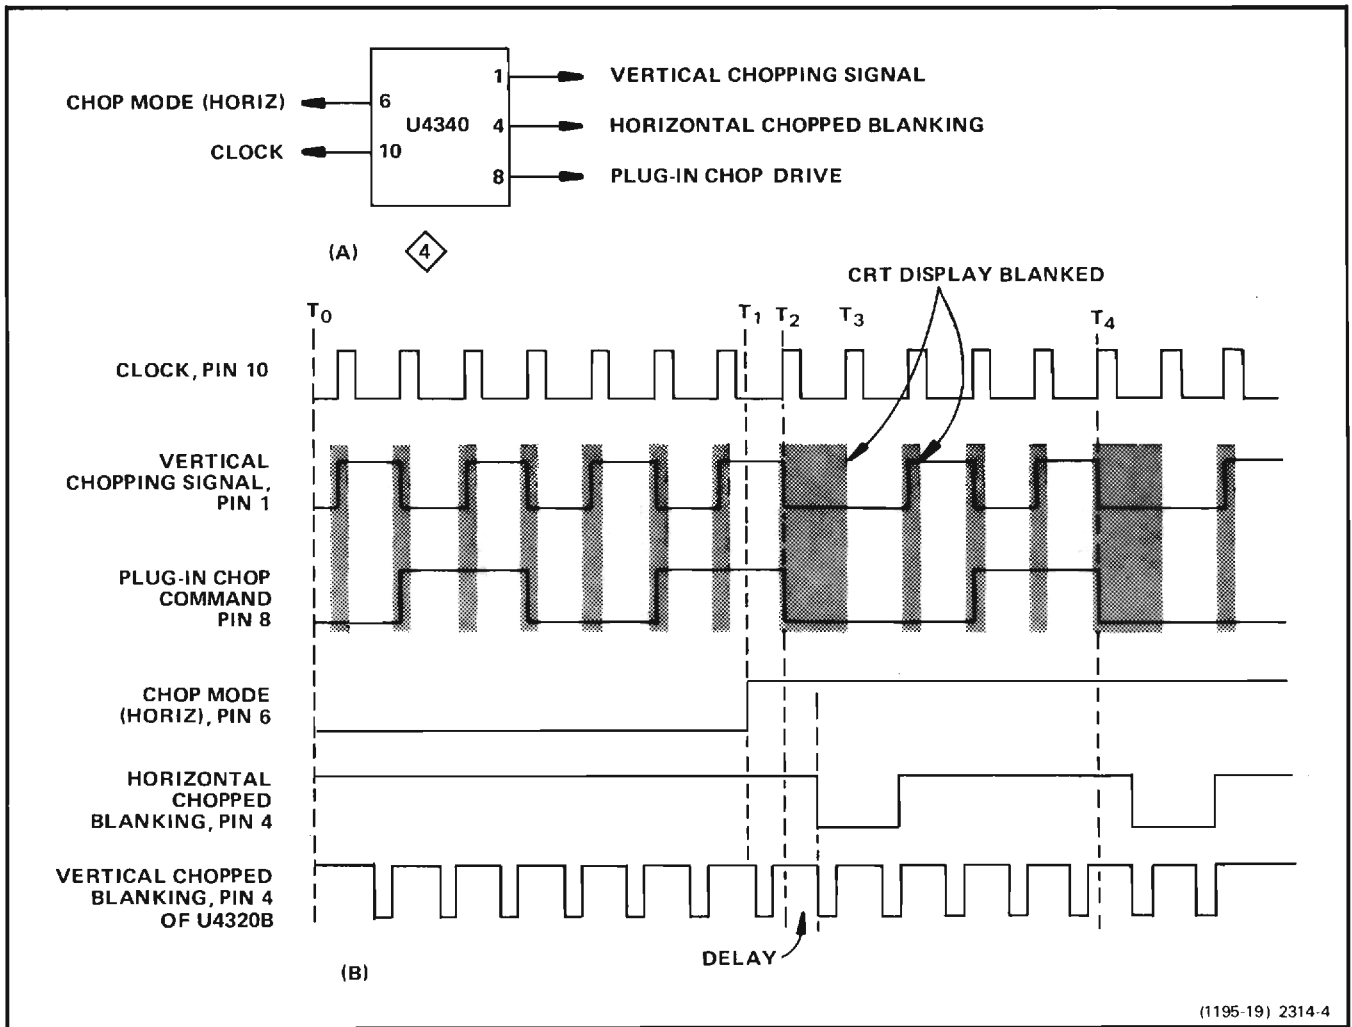 1
VERTICAL CHOPPING SIGNAL
CHOP MODE (HORIZ)
6
U4340
4
HORIZONTAL CHOPPED BLANKING
CLOCK
10
8
PLUG-IN CHOP DRIVE
(A)
4
CRT DISPLAY BLANKED
T0
T1
T2
T3
T4
CLOCK, PIN 10
VERTICAL
CHOPPING SIGNAL,
PIN 1
PLUG-IN CHOP
COMMAND
PIN 8
CHOP MODE
(HORIZ), PIN 6
HORIZONTAL
CHOPPED
BLANKING, PIN 4
VERTICAL CHOPPED
BLANKING, PIN 4
OF U4320B
DELAY
(B)
(1195-19) 2314-4